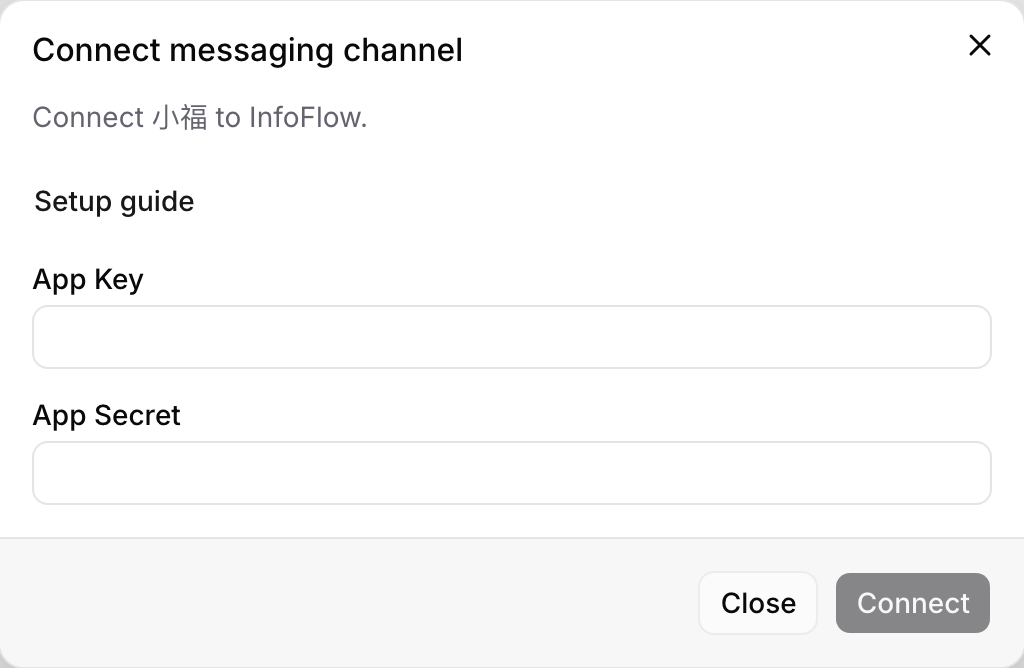 Connect messaging channel
Connect 小福 to InfoFlow.
Setup guide
App Key
App Secret
Close
Connect